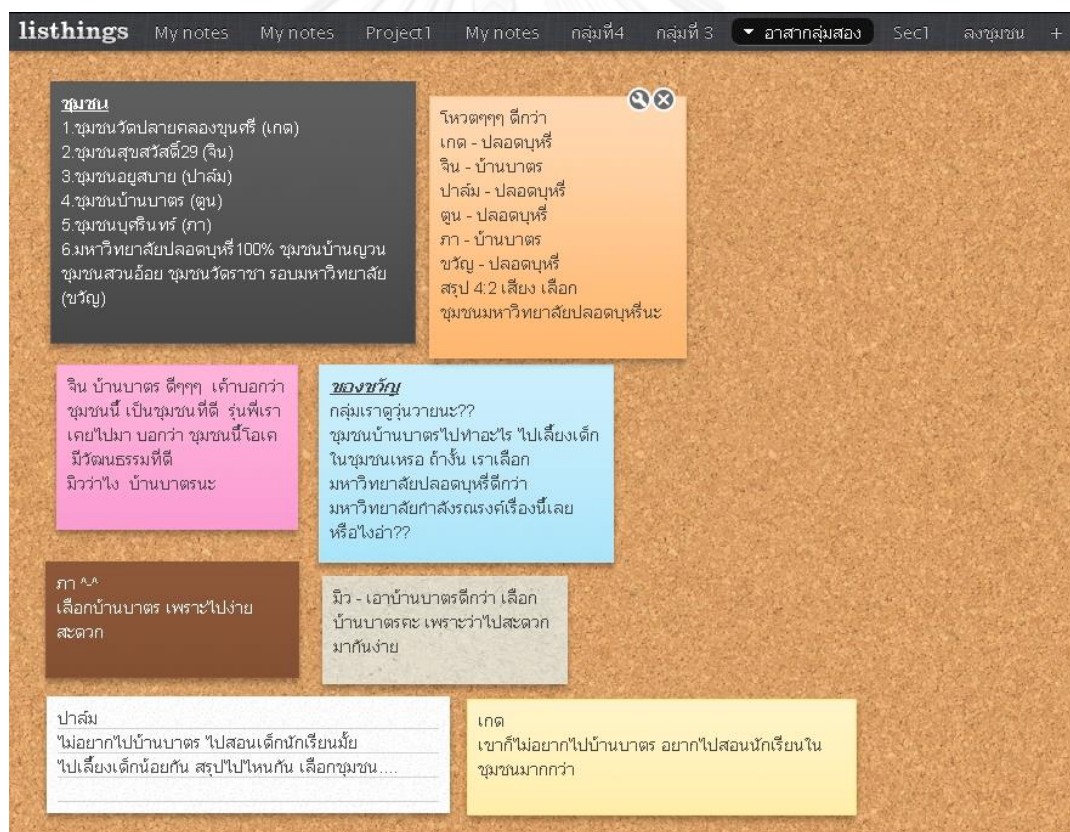 listhings My notes My notes Project1 My notes กลุ่มที่4 กลุ่มที่ 3 อาสากลุ่มสอง Sec1 ลงชุมชน +
ชุมชน
1.ชุมชนวัดปลายคลองขุนศรี (เกด)
2.ชุมชนสุขสวัสดิ์29 (จิน)
3.ชุมชนอยู่สบาย (ปาล์ม)
4.ชุมชนบ้านบาตร (ตูน)
5.ชุมชนบุศรินทร์ (ภา)
6.มหาวิทยาลัยปลอดบุหรี่100% ชุมชนบ้านญวน
ชุมชนสวนอ้อย ชุมชนวัดราชา รอบมหาวิทยาลัย
(ขวัญ)
โหวตๆๆๆ ดีกว่า
เกด - ปลอดบุหรี่
จิน - บ้านบาตร
ปาล์ม - ปลอดบุหรี่
ตูน - ปลอดบุหรี่
ภา - บ้านบาตร
ขวัญ - ปลอดบุหรี่
สรุป 4:2 เสียง เลือก
ชุมชนมหาวิทยาลัยปลอดบุหรี่นะ
จิน บ้านบาตร ดีๆๆๆ เค้าบอกว่า
ชุมชนนี้ เป็นชุมชนที่ดี รุ่นพี่เรา
เคยไปมา บอกว่า ชุมชนนี้โอเค
มีวัฒนธรรมที่ดี
มิวว่าไง บ้านบาตรนะ
ของขวัญ
กลุ่มเราดูวุ่นวายนะ??
ชุมชนบ้านบาตรไปทำอะไร ไปเลี้ยงเด็ก
ในชุมชนเหรอ ถ้างั้น เราเลือก
มหาวิทยาลัยปลอดบุหรี่ดีกว่า
มหาวิทยาลัยกำลังรณรงค์เรื่องนี้เลย
หรือไงอ่า??
ภา ^-^
เลือกบ้านบาตร เพราะไปง่าย
สะดวก
มิว - เอาบ้านบาตรดีกว่า เลือก
บ้านบาตรคะ เพราะว่าไปสะดวก
มากันง่าย
ปาล์ม
ไม่อยากไปบ้านบาตร ไปสอนเด็กนักเรียนมั้ย
ไปเลี้ยงเด็กน้อยกัน สรุปไปไหนกัน เลือกชุมชน....
เกด
เขาก็ไม่อยากไปบ้านบาตร อยากไปสอนนักเรียนใน
ชุมชนมากกว่า